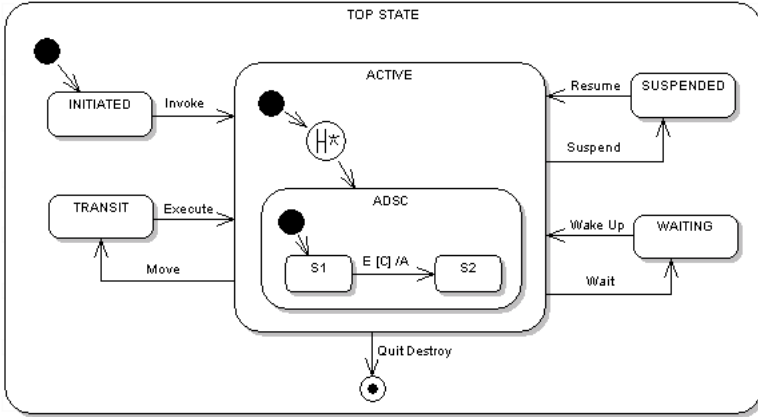 TOP STATE
ACTIVE
INITIATED
Invoke
Resume
SUSPENDED
H*
Suspend
TRANSIT
Execute
ADSC
Wake Up
WAITING
S1
E [C] /A
S2
Move
Wait
Quit Destroy